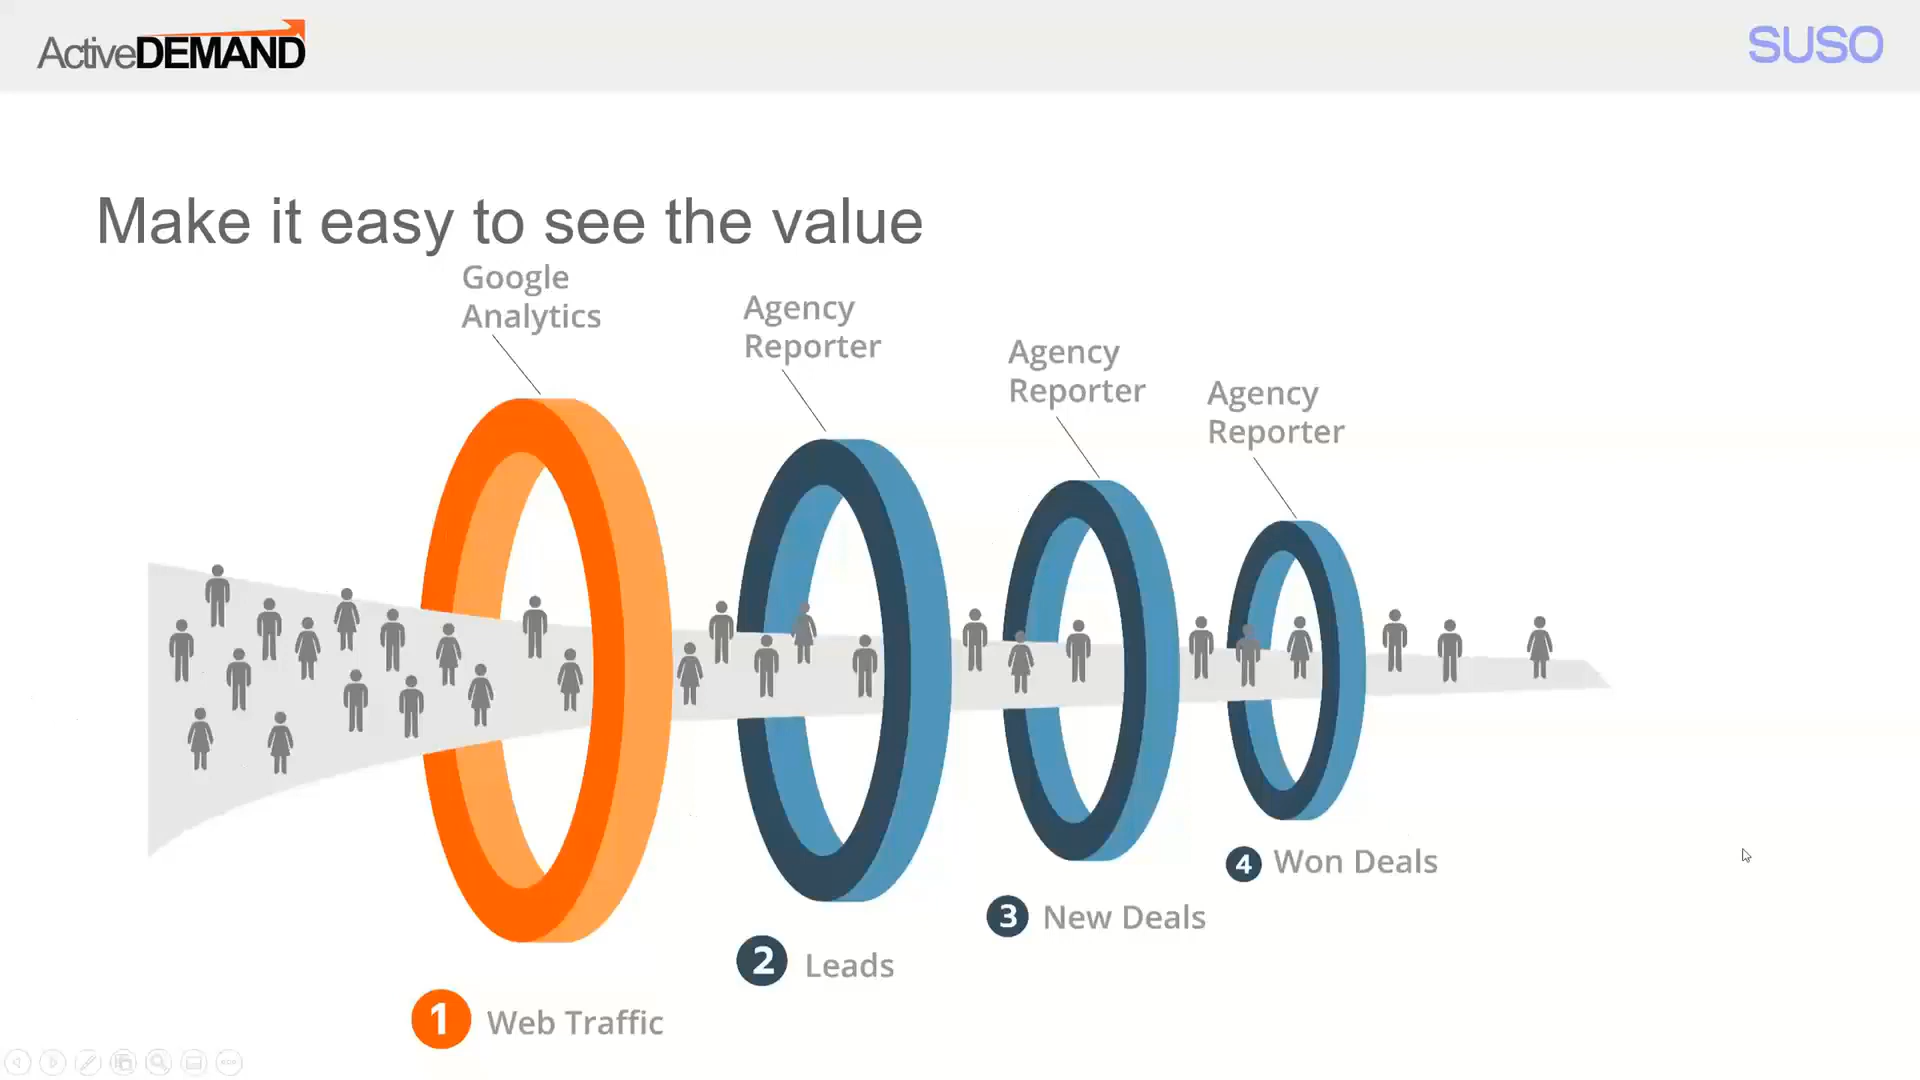 ActiveDEMAND
SUSO
Make it easy to see the value
Google
Analytics
Agency
Reporter
Agency
Reporter
Agency
Reporter
1 Web Traffic
2 Leads
3 New Deals
4 Won Deals